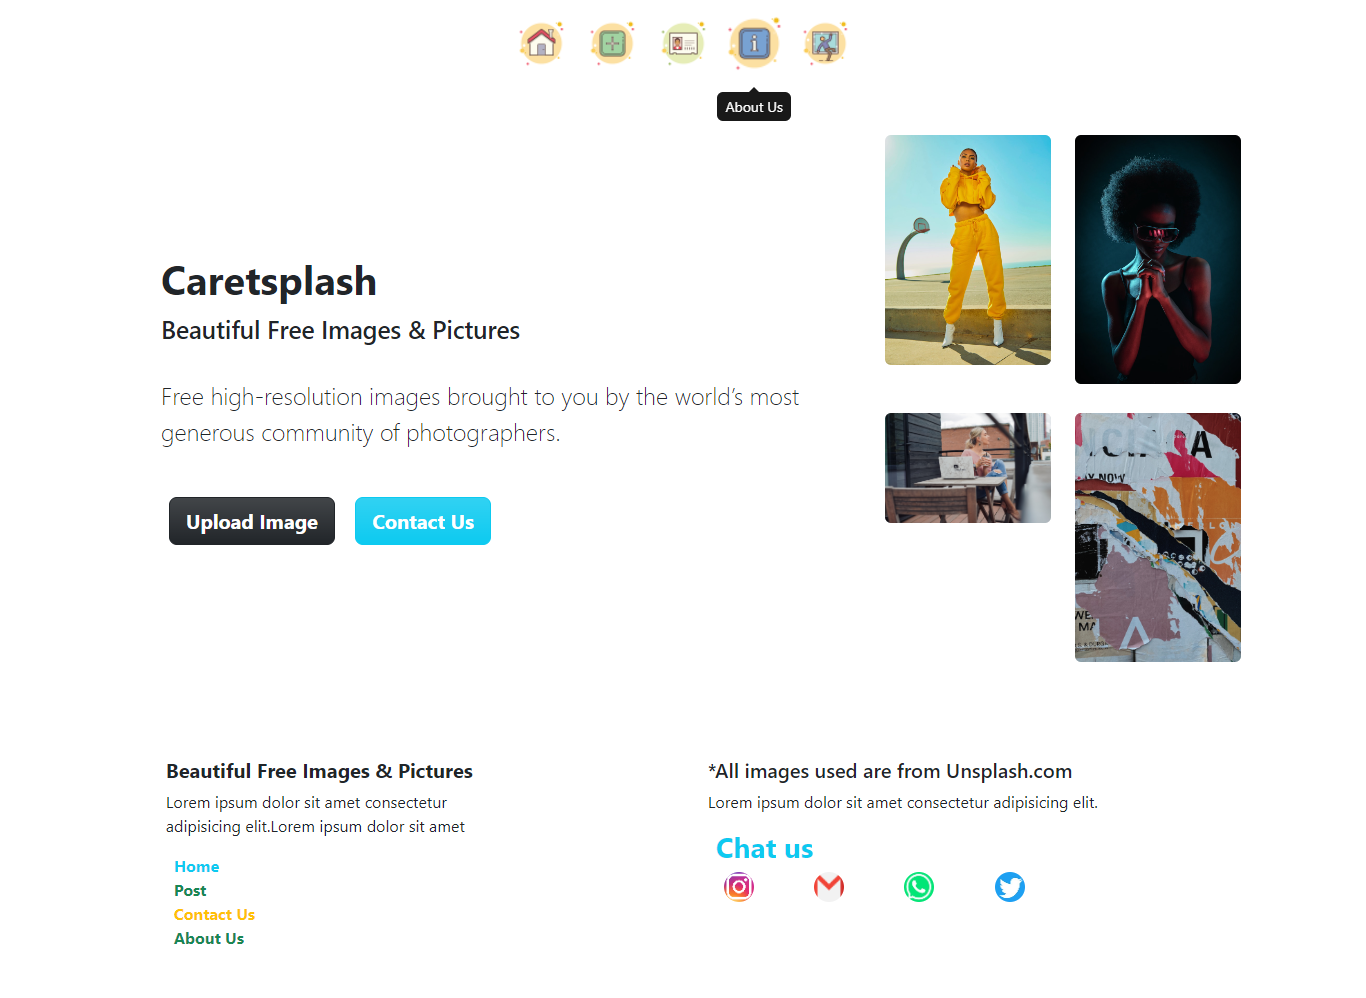 About Us
Caretsplash
Beautiful Free Images & Pictures
Free high-resolution images brought to you by the world’s most
generous community of photographers.
Upload Image
Contact Us
A
Y NOW
WE
MA
Beautiful Free Images & Pictures
Lorem ipsum dolor sit amet consectetur
adipisicing elit.Lorem ipsum dolor sit amet
Home
Post
Contact Us
About Us
*All images used are from Unsplash.com
Lorem ipsum dolor sit amet consectetur adipisicing elit.
Chat us